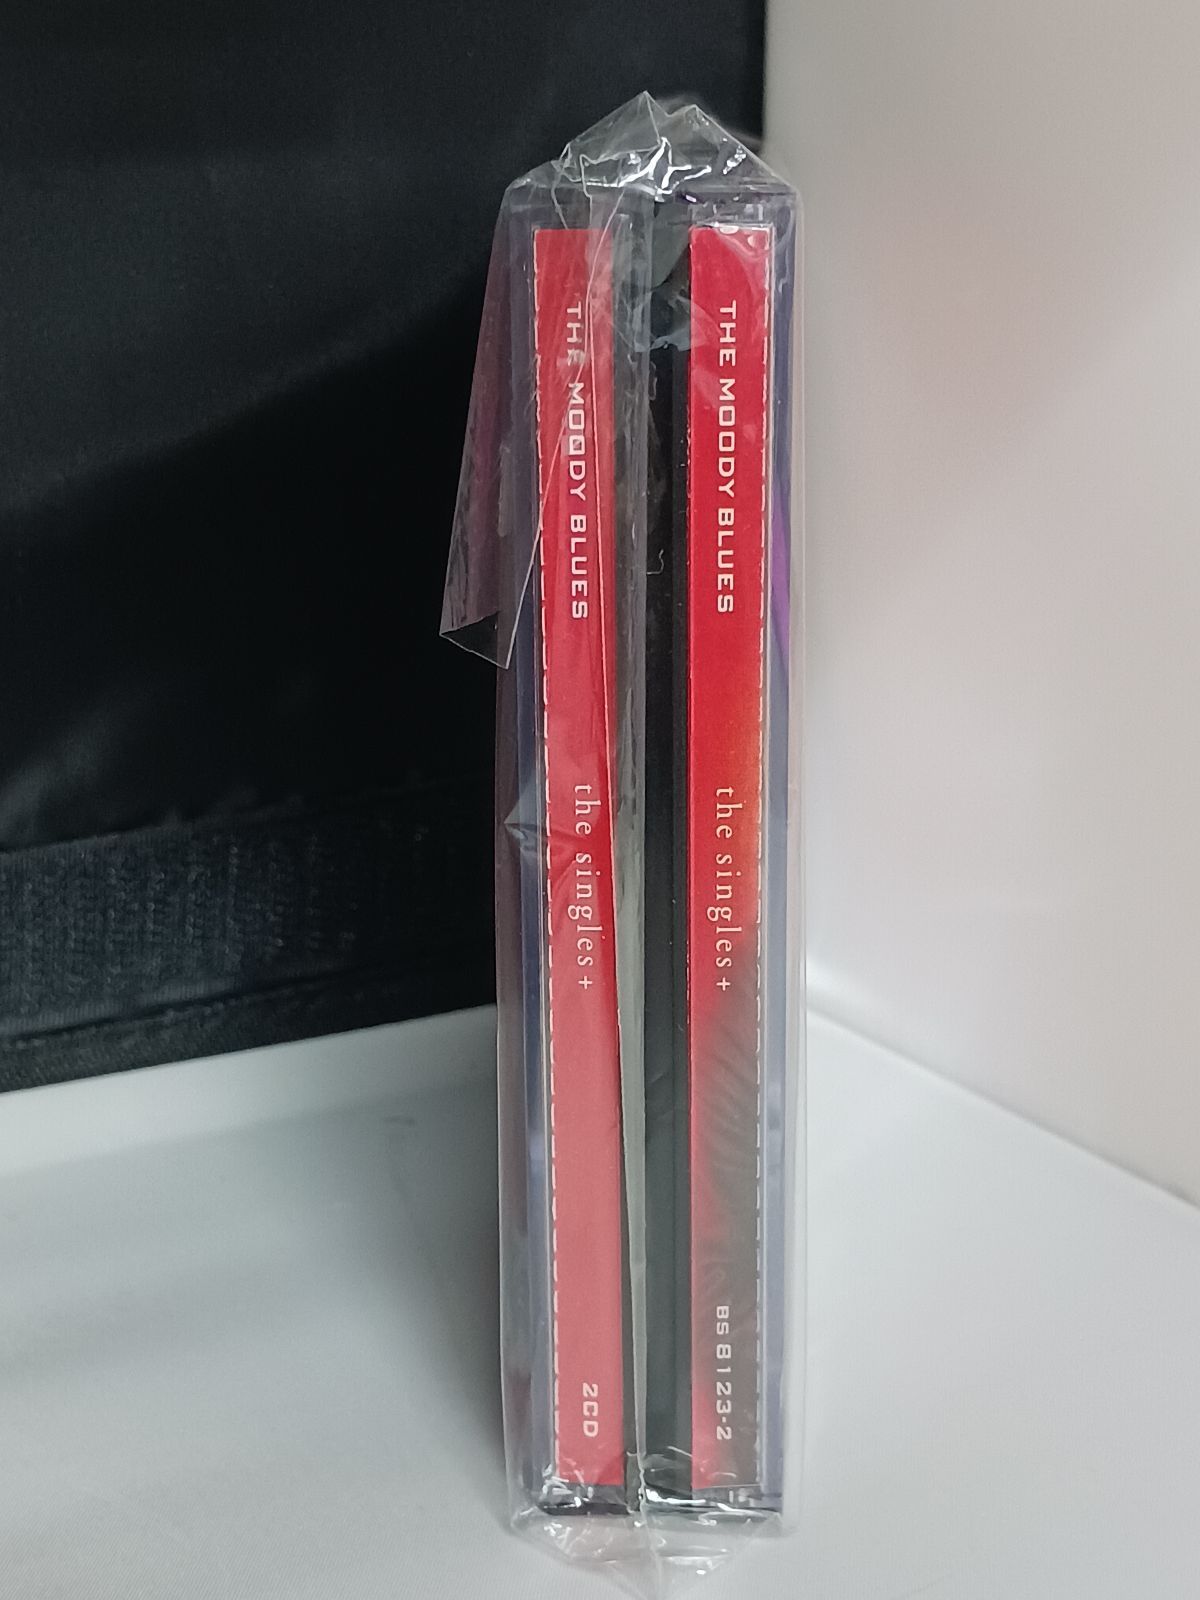 THE MOODY BLUES
the singles+
2CD
THE MOODY BLUES
the singles+
BS 8123-2